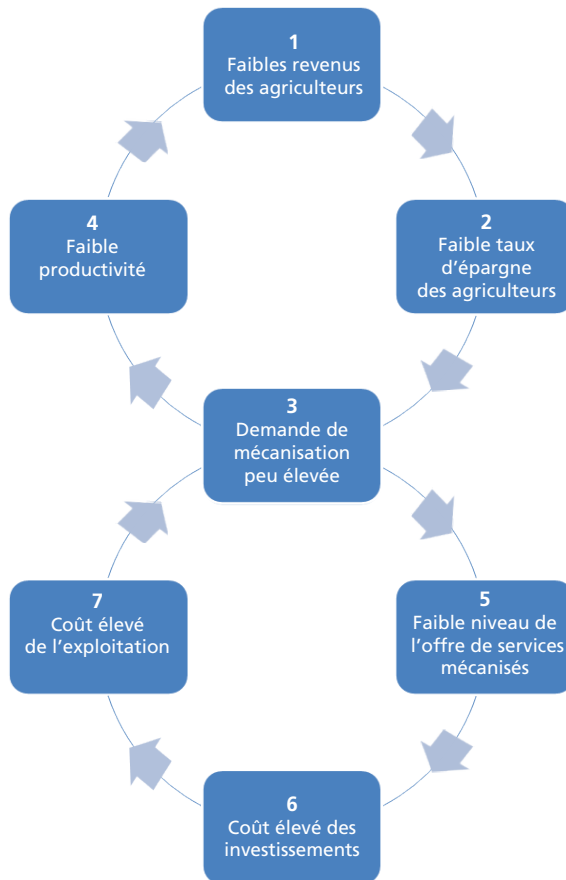 1
Faibles revenus
des agriculteurs
2
Faible taux
d'épargne
des agriculteurs
3
Demande de
mécanisation
peu élevée
4
Faible
productivité
5
Faible niveau de
l'offre de services
mécanisés
6
Coût élevé des
investissements
7
Coût élevé
de l'exploitation